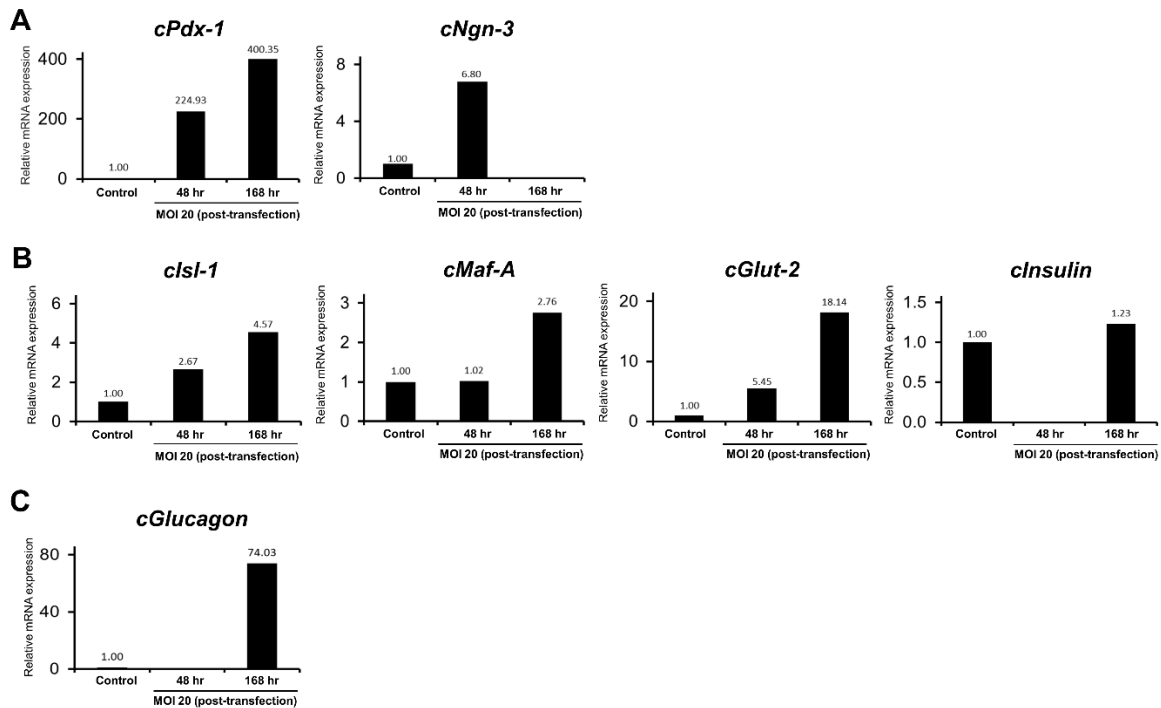 A
cPdx-1
Relative mRNA expression
400
200
0
1.00
224.93
400.35
Control
48 hr
168 hr
MOI 20 (post-transfection)
cNgn-3
Relative mRNA expression
8
4
0
1.00
6.80
Control
48 hr
168 hr
MOI 20 (post-transfection)
B
cIsl-1
Relative mRNA expression
6
4
2
0
1.00
2.67
4.57
Control
48 hr
168 hr
MOI 20 (post-transfection)
cMaf-A
Relative mRNA expression
3
2
1
0
1.00
1.02
2.76
Control
48 hr
168 hr
MOI 20 (post-transfection)
cGlut-2
Relative mRNA expression
20
10
0
1.00
5.45
18.14
Control
48 hr
168 hr
MOI 20 (post-transfection)
cInsulin
Relative mRNA expression
1.5
1.0
0.5
0.0
1.00
1.23
Control
48 hr
168 hr
MOI 20 (post-transfection)
C
cGlucagon
Relative mRNA expression
80
40
0
1.00
74.03
Control
48 hr
168 hr
MOI 20 (post-transfection)